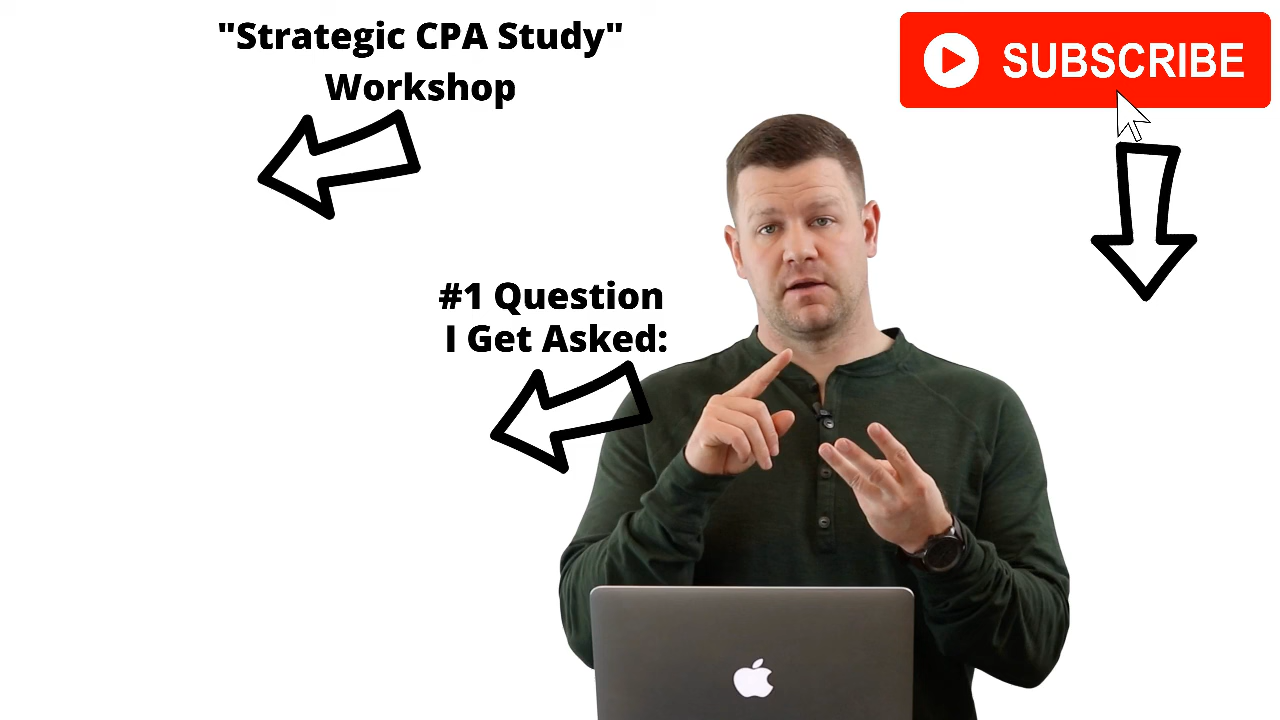 "Strategic CPA Study"
Workshop
SUBSCRIBE
#1 Question
I Get Asked: